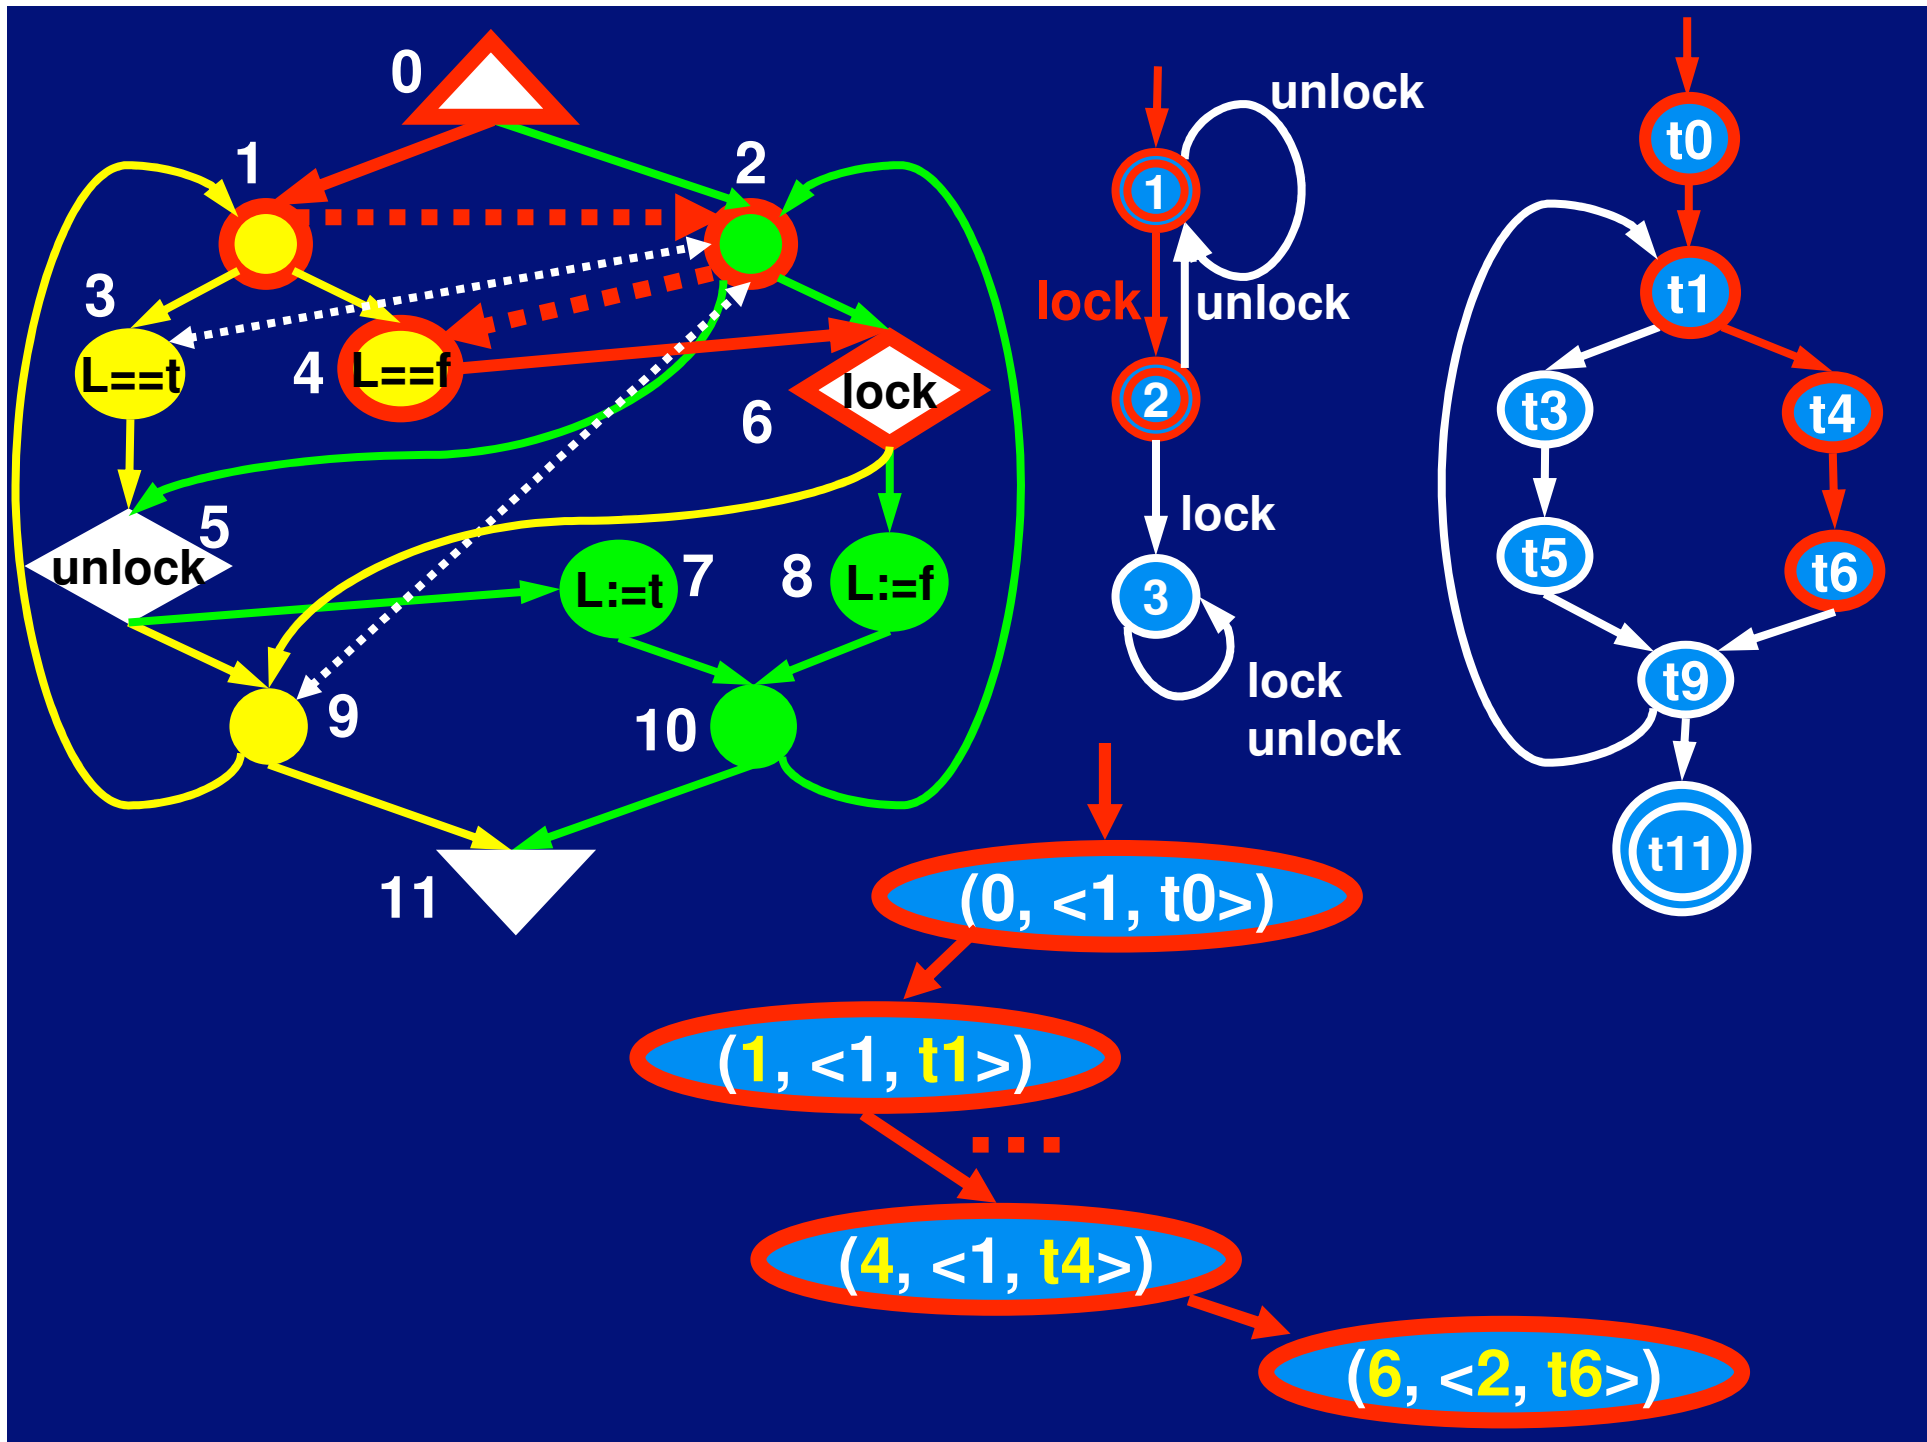 0
1
2
3
L==t
4
L==f
6
lock
5
unlock
L:=t
7
8
L:=f
9
10
11
unlock
1
lock
unlock
2
lock
3
lock
unlock
t0
t1
t3
t4
t5
t6
t9
t11
(0, <1, t0>)
(1, <1, t1>)
...
(4, <1, t4>)
(6, <2, t6>)